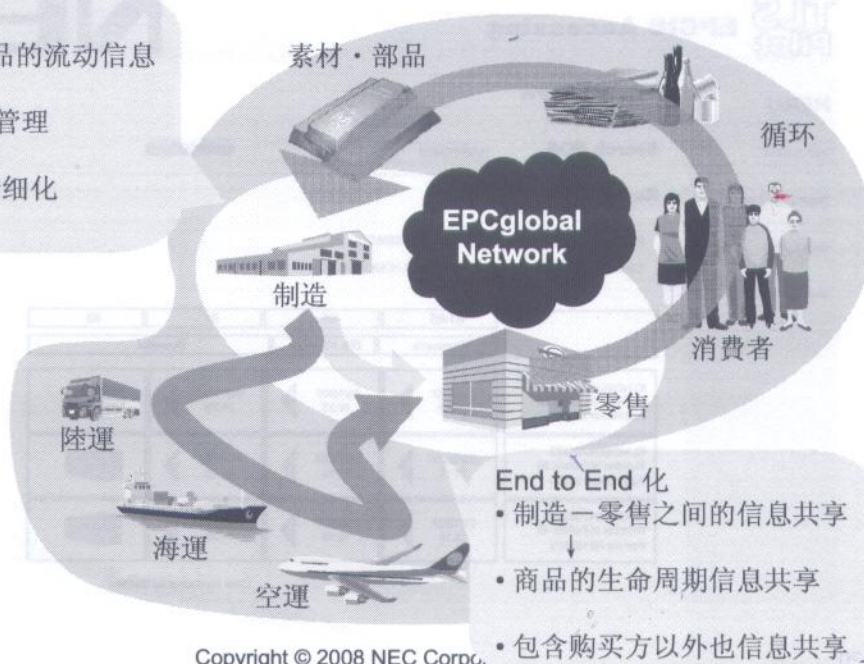 品的流动信息
管理
细化
素材・部品
循环
EPCglobal
Network
制造
消费者
零售
陸運
海運
空運
End to End 化
• 制造－零售之间的信息共享
↓
• 商品的生命周期信息共享
• 包含购买方以外也信息共享
Copyright © 2008 NEC Corpo